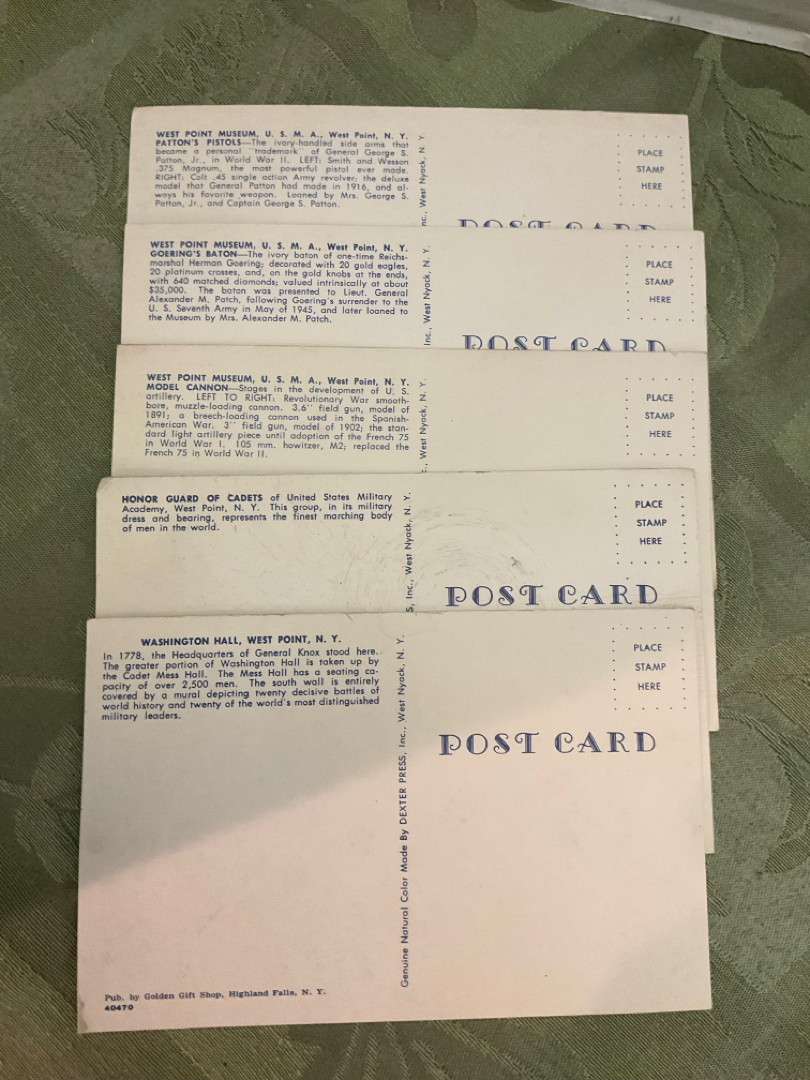 WEST POINT MUSEUM, U. S. M. A., West Point, N. Y.
PATTON'S PISTOLS—The ivory-handled side arms that
became a personal "trademark" of General George S.
Patton, Jr., in World War II. LEFT: Smith and Wesson
.375 Magnum, the most powerful pistol ever made.
RIGHT: Colt .45 single action Army revolver; the deluxe
model that General Patton had made in 1916, and al-
ways his favorite weapon. Loaned by Mrs. George S.
Patton, Jr., and Captain George S. Patton.
nc., West Nyack, N. Y.
PLACE
STAMP
HERE
POST CARD
WEST POINT MUSEUM, U. S. M. A., West Point, N. Y.
GOERING'S BATON—The ivory baton of one-time Reichs-
marshal Herman Goering; decorated with 20 gold eagles,
20 platinum crosses, and, on the gold knobs at the ends,
with 640 matched diamonds; valued intrinsically at about
$35,000. The baton was presented to Lieut. General
Alexander M. Patch, following Goering's surrender to the
U. S. Seventh Army in May of 1945, and later loaned to
the Museum by Mrs. Alexander M. Patch.
Inc., West Nyack, N. Y.
PLACE
STAMP
HERE
POST CARD
WEST POINT MUSEUM, U. S. M. A., West Point, N. Y.
MODEL CANNON—Stages in the development of U. S.
artillery. LEFT TO RIGHT: Revolutionary War smooth-
bore, muzzle-loading cannon. 3.6" field gun, model of
1891; a breech-loading cannon used in the Spanish-
American War. 3" field gun, model of 1902; the stan-
dard light artillery piece until adoption of the French 75
in World War I. 105 mm. howitzer, M2; replaced the
French 75 in World War II.
c., West Nyack, N. Y.
PLACE
STAMP
HERE
HONOR GUARD OF CADETS of United States Military
Academy, West Point, N. Y. This group, in its military
dress and bearing, represents the finest marching body
of men in the world.
S, Inc., West Nyack, N. Y.
PLACE
STAMP
HERE
POST CARD
WASHINGTON HALL, WEST POINT, N. Y.
In 1778, the Headquarters of General Knox stood here.
The greater portion of Washington Hall is taken up by
the Cadet Mess Hall. The Mess Hall has a seating ca-
pacity of over 2,500 men. The south wall is entirely
covered by a mural depicting twenty decisive battles of
world history and twenty of the world's most distinguished
military leaders.
Genuine Natural Color Made By DEXTER PRESS, Inc., West Nyack, N. Y.
PLACE
STAMP
HERE
POST CARD
Pub. by Golden Gift Shop, Highland Falls, N. Y.
40470